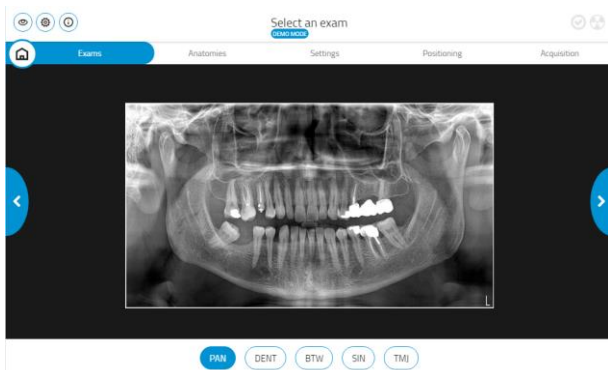 Select an exam
DEMO MODE
Exams Anatomies Settings Positioning Acquisition
L
PAN DENT BTW SIN TMJ